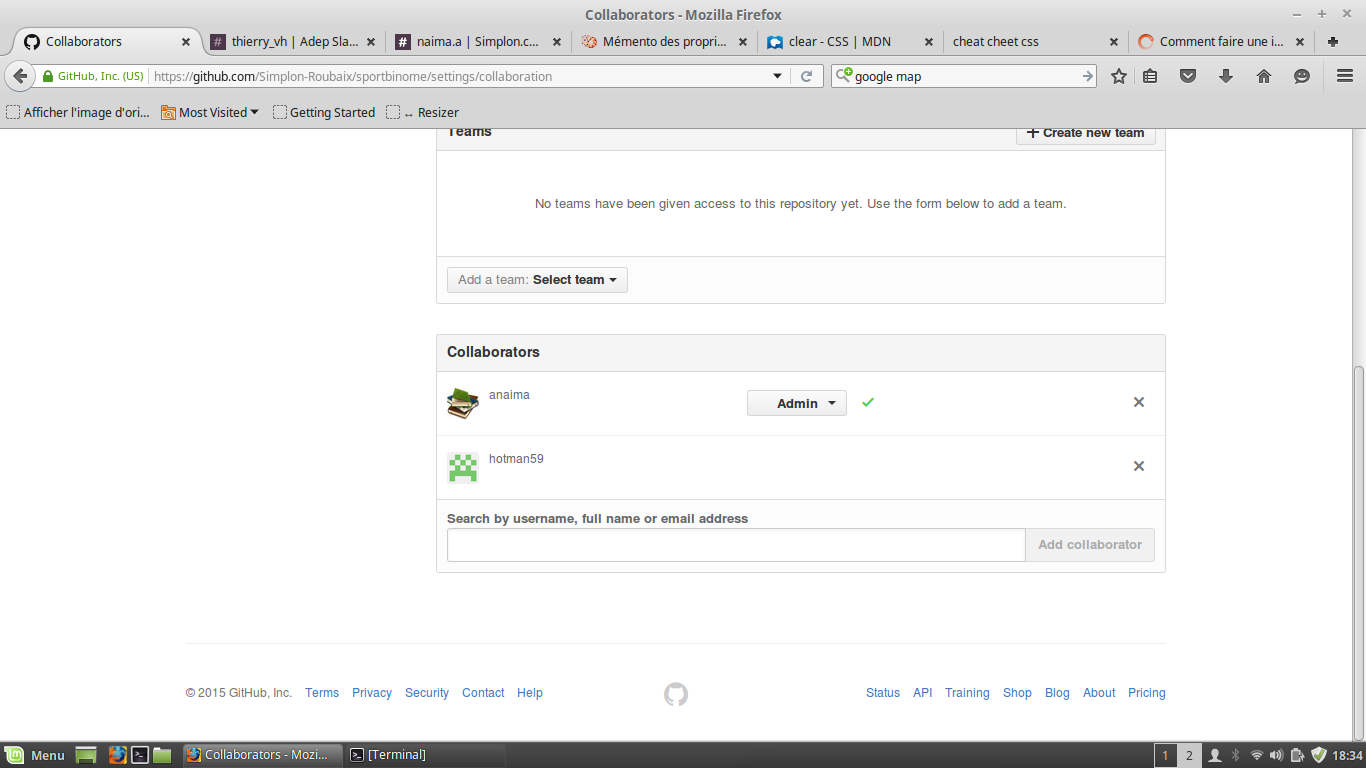 Collaborators - Mozilla Firefox
Collaborators
thierry_vh | Adep Sla...
naima.a | Simplon.c...
Mémento des propri...
clear - CSS | MDN
cheat cheet css
Comment faire une i...
GitHub, Inc. (US)
https://github.com/Simplon-Roubaix/sportbinome/settings/collaboration
google map
Afficher l'image d'ori...
Most Visited
Getting Started
↔ Resizer
Teams
Create new team
No teams have been given access to this repository yet. Use the form below to add a team.
Add a team: Select team
Collaborators
anaima
Admin
hotman59
Search by username, full name or email address
Add collaborator
© 2015 GitHub, Inc. Terms Privacy Security Contact Help
Status API Training Shop Blog About Pricing
Menu
Collaborators - Mozi...
[Terminal]
1 2
18:34